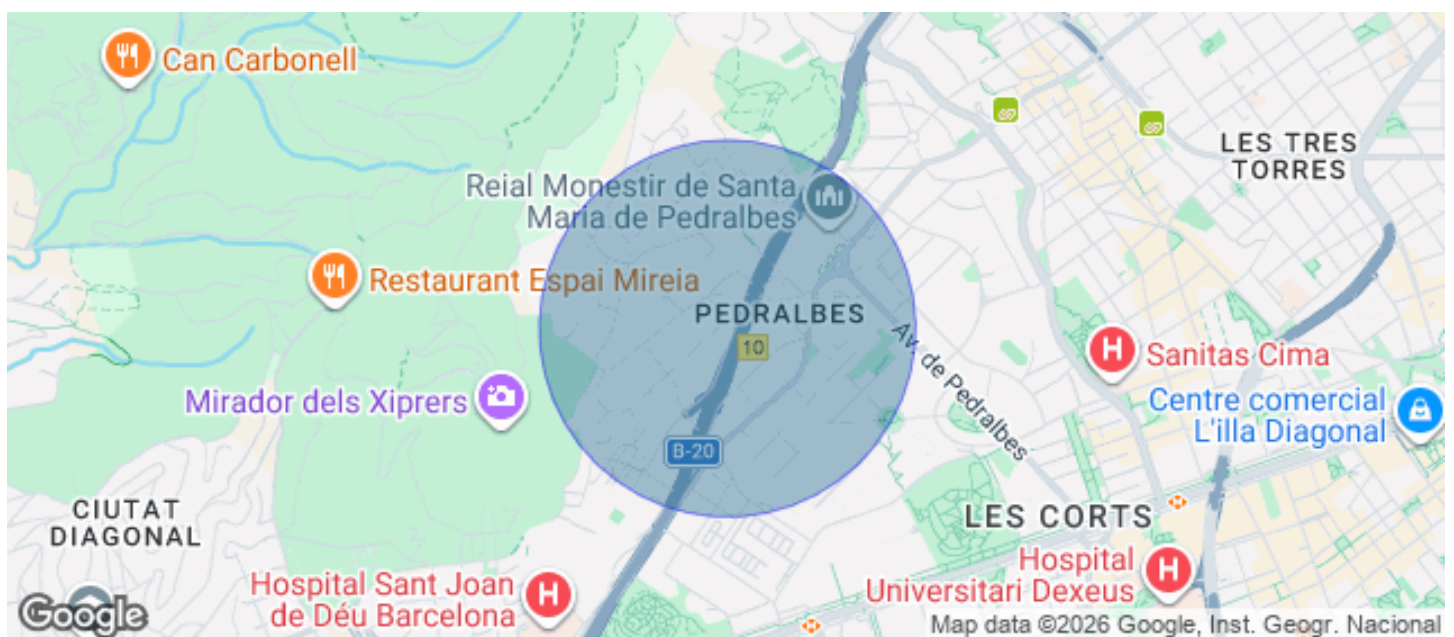 Can Carbonell
LES TRES
TORRES
Reial Monestir de Santa
Maria de Pedralbes
Restaurant Espai Mireia
PEDRALBES
10
Av. de Pedralbes
Sanitas Cima
Mirador dels Xiprers
Centre comercial
L'illa Diagonal
B-20
CIUTAT
DIAGONAL
LES CORTS
Hospital Sant Joan
de Déu Barcelona
Hospital
Universitari Dexeus
Google
Map data ©2026 Google, Inst. Geogr. Nacional
H
H
H